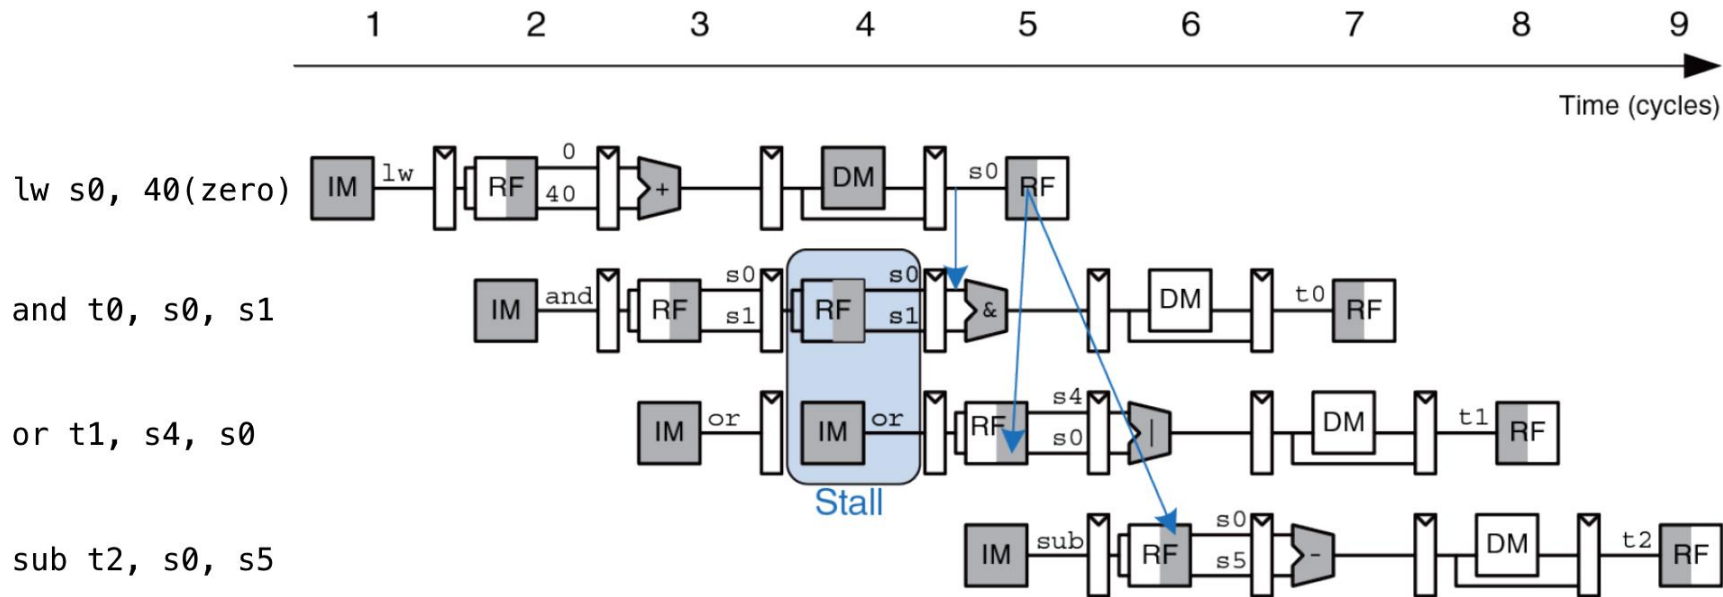 1 2 3 4 5 6 7 8 9
Time (cycles)
lw s0, 40(zero) IM lw RF 0 40 + DM s0 RF
and t0, s0, s1 IM and RF s0 s1 RF s0 s1 & DM t0 RF
or t1, s4, s0 IM or IM or RF s4 s0 | DM t1 RF
Stall
sub t2, s0, s5 IM sub RF s0 s5 - DM t2 RF